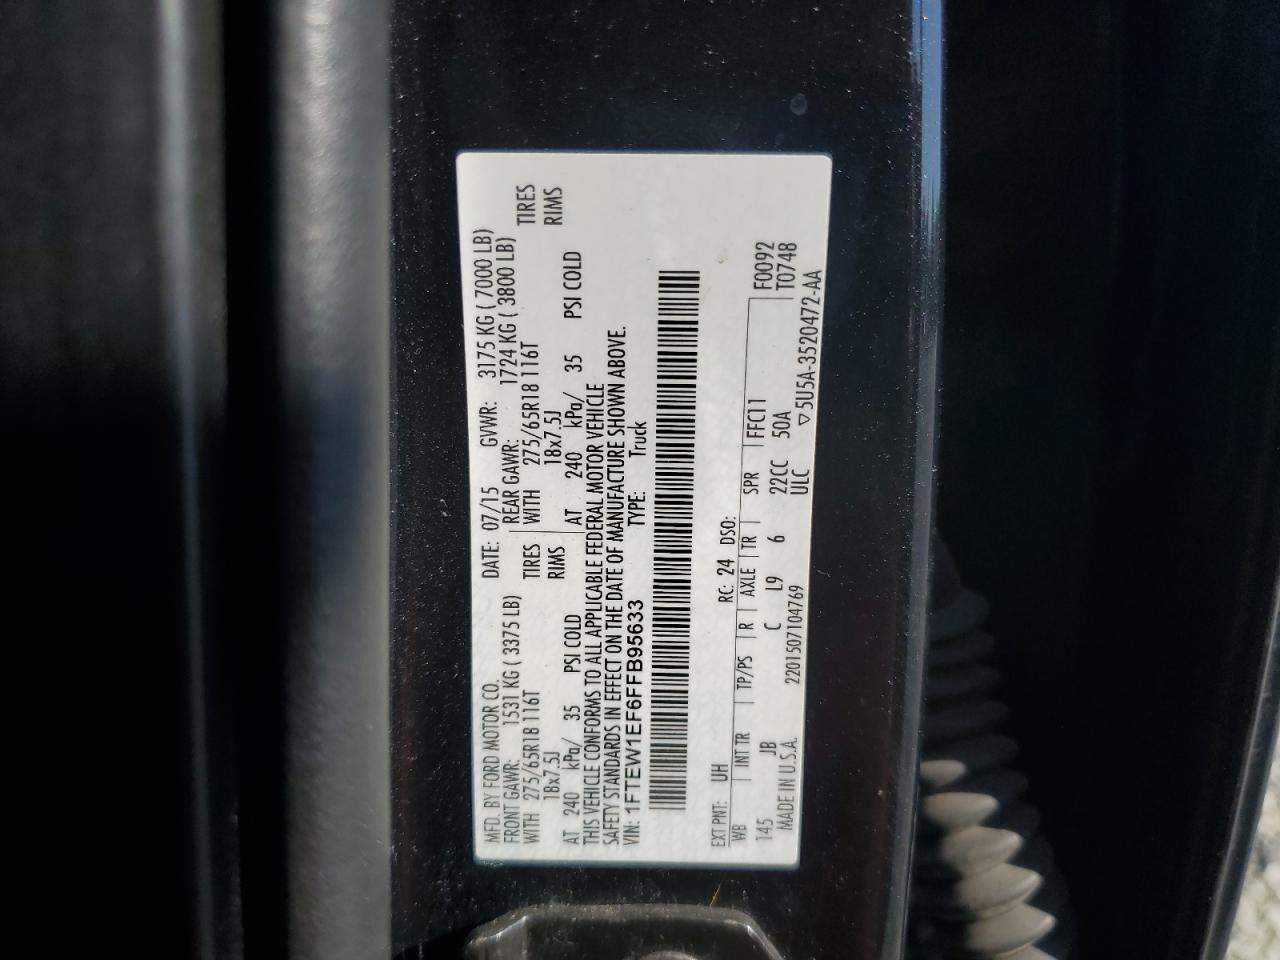 MFD. BY FORD MOTOR CO. DATE: 07/15 GVWR: 3175 KG ( 7000 LB)
FRONT GAWR: 1531 KG ( 3375 LB) REAR GAWR: 1724 KG ( 3800 LB)
WITH 275/65R18 116T TIRES WITH 275/65R18 116T TIRES
18x7.5J RIMS 18x7.5J RIMS
AT 240 kPa/ 35 PSI COLD AT 240 kPa/ 35 PSI COLD
THIS VEHICLE CONFORMS TO ALL APPLICABLE FEDERAL MOTOR VEHICLE
SAFETY STANDARDS IN EFFECT ON THE DATE OF MANUFACTURE SHOWN ABOVE.
VIN: 1FTEW1EF6FFB95633 TYPE: Truck
EXT PNT: UH RC: 24 DSO:
WB INT TR TP/PS R AXLE TR SPR FFC11 F0092
145 JB C L9 6 22CC 50A T0748
MADE IN U.S.A. 2201507104769 ULC ▽5U5A-3520472-AA